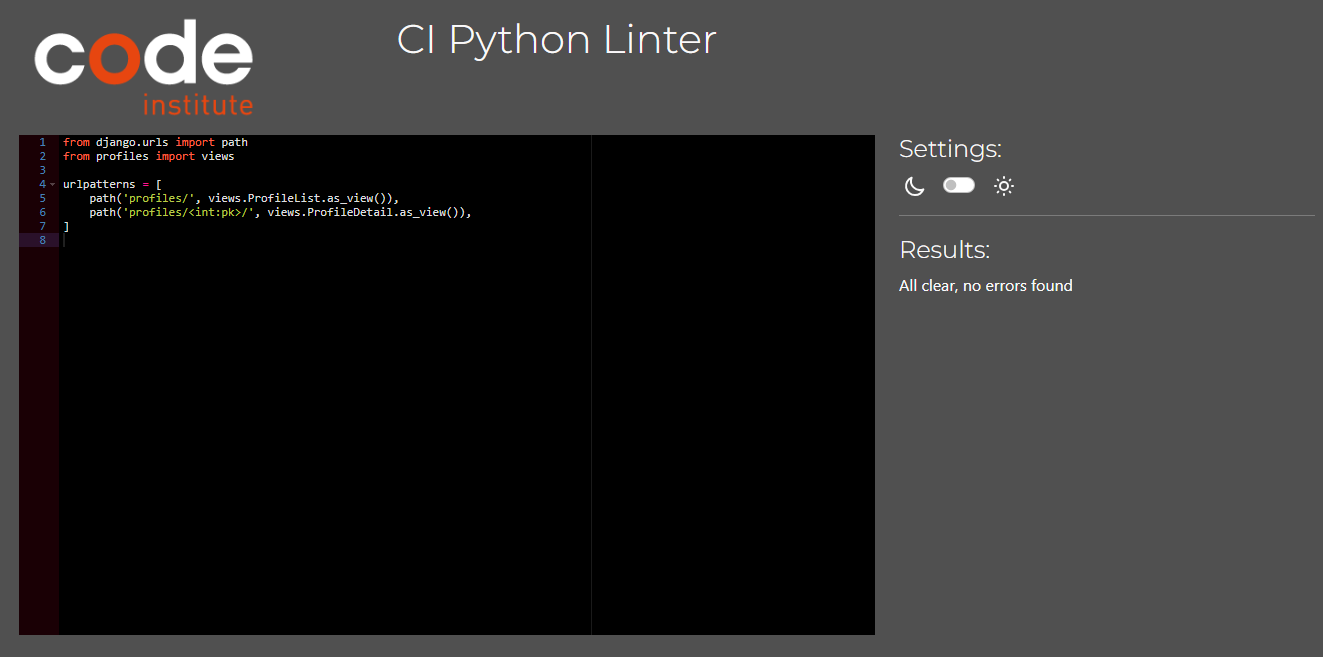 code
institute
CI Python Linter
1 from django.urls import path
2 from profiles import views
3
4 urlpatterns = [
5     path('profiles/', views.ProfileList.as_view()),
6     path('profiles/<int:pk>/', views.ProfileDetail.as_view()),
7 ]
8
Settings:
Results:
All clear, no errors found